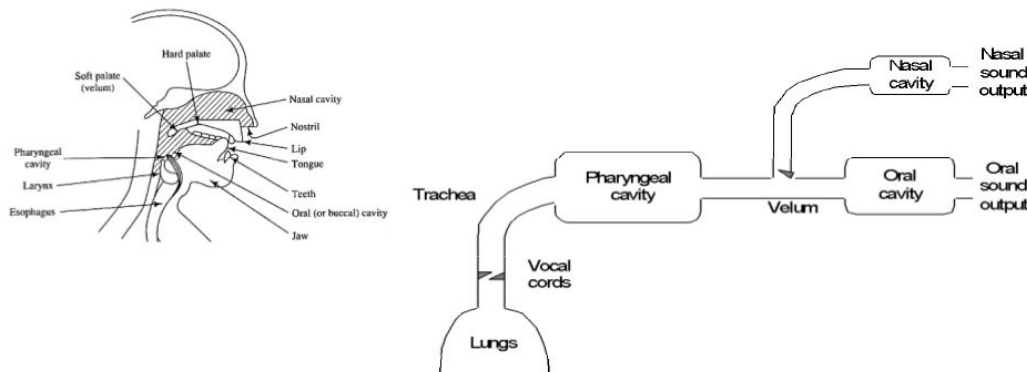 Hard palate
Soft palate
(velum)
Nasal cavity
Nostril
Lip
Tongue
Pharyngeal
cavity
Larynx
Teeth
Esophagus
Oral (or buccal) cavity
Jaw
Nasal
cavity
Nasal
sound
output
Trachea
Pharyngeal
cavity
Velum
Oral
cavity
Oral
sound
output
Vocal
cords
Lungs